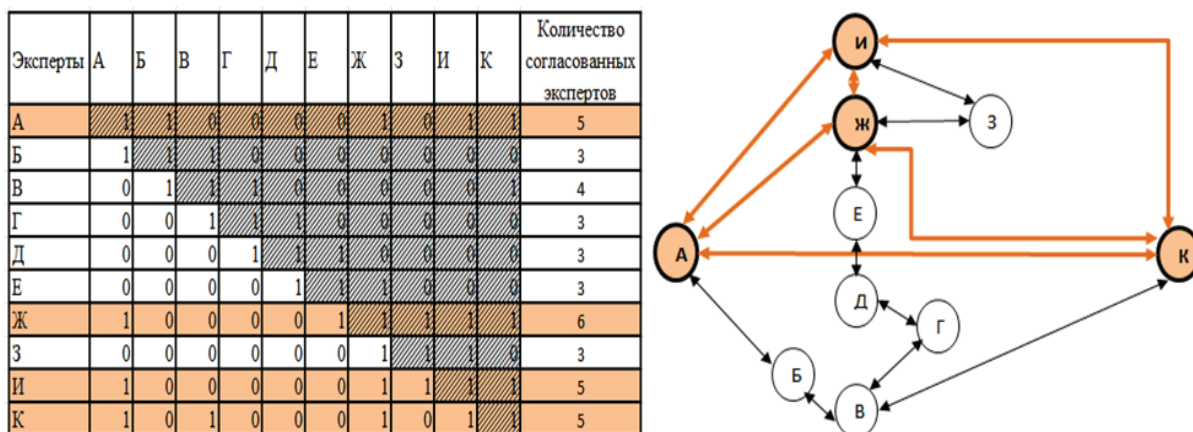 Эксперты А Б В Г Д Е Ж З И К Количество согласованных экспертов
А 1 1 0 0 0 0 1 0 1 1 5
Б 1 1 1 0 0 0 0 0 0 0 3
В 0 1 1 1 0 0 0 0 0 1 4
Г 0 0 1 1 1 0 0 0 0 0 3
Д 0 0 0 1 1 1 0 0 0 0 3
Е 0 0 0 0 1 1 1 0 0 0 3
Ж 1 0 0 0 0 1 1 1 1 1 6
З 0 0 0 0 0 0 1 1 1 0 3
И 1 0 0 0 0 0 1 1 1 1 5
К 1 0 1 0 0 0 1 0 1 1 5
И
Ж
З
Е
А
К
Д
Г
Б
В